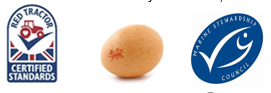 RED TRACTOR
CERTIFIED
STANDARDS
MARINE STEWARDSHIP
COUNCIL